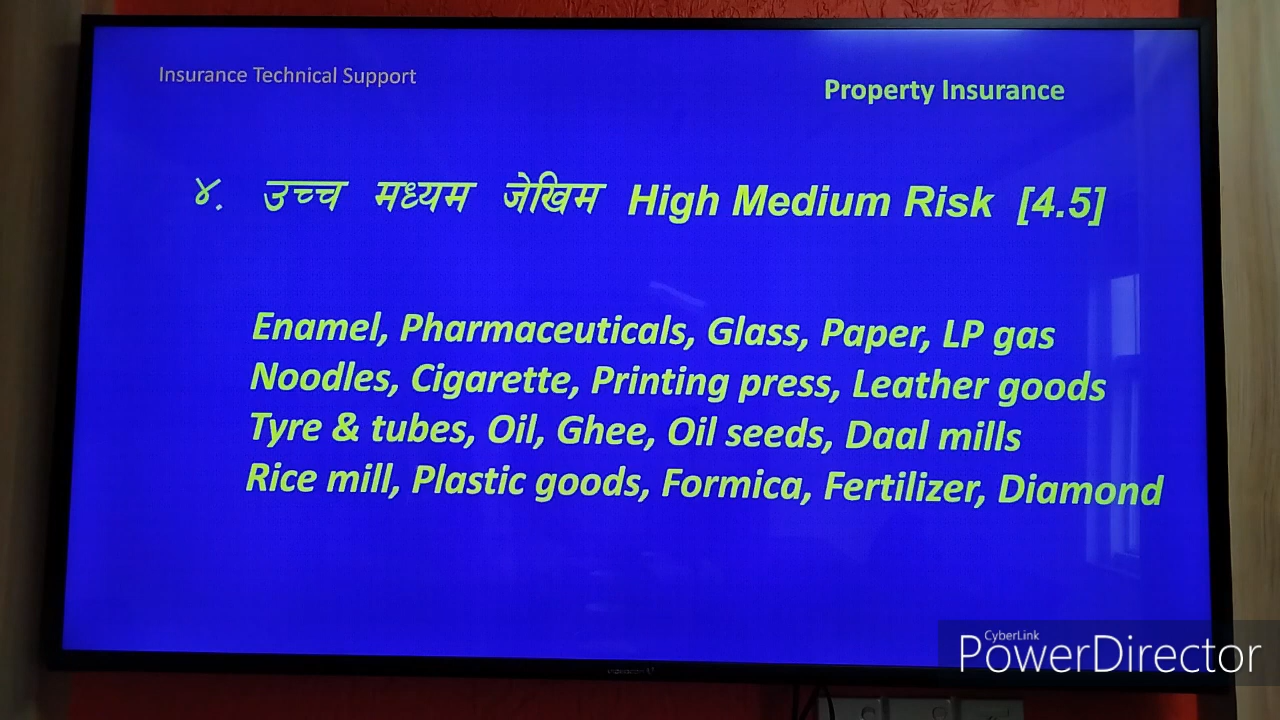 Insurance Technical Support
Property Insurance
४. उच्च मध्यम जेखिम High Medium Risk [4.5]
Enamel, Pharmaceuticals, Glass, Paper, LP gas
Noodles, Cigarette, Printing press, Leather goods
Tyre & tubes, Oil, Ghee, Oil seeds, Daal mills
Rice mill, Plastic goods, Formica, Fertilizer, Diamond
CyberLink
PowerDirector